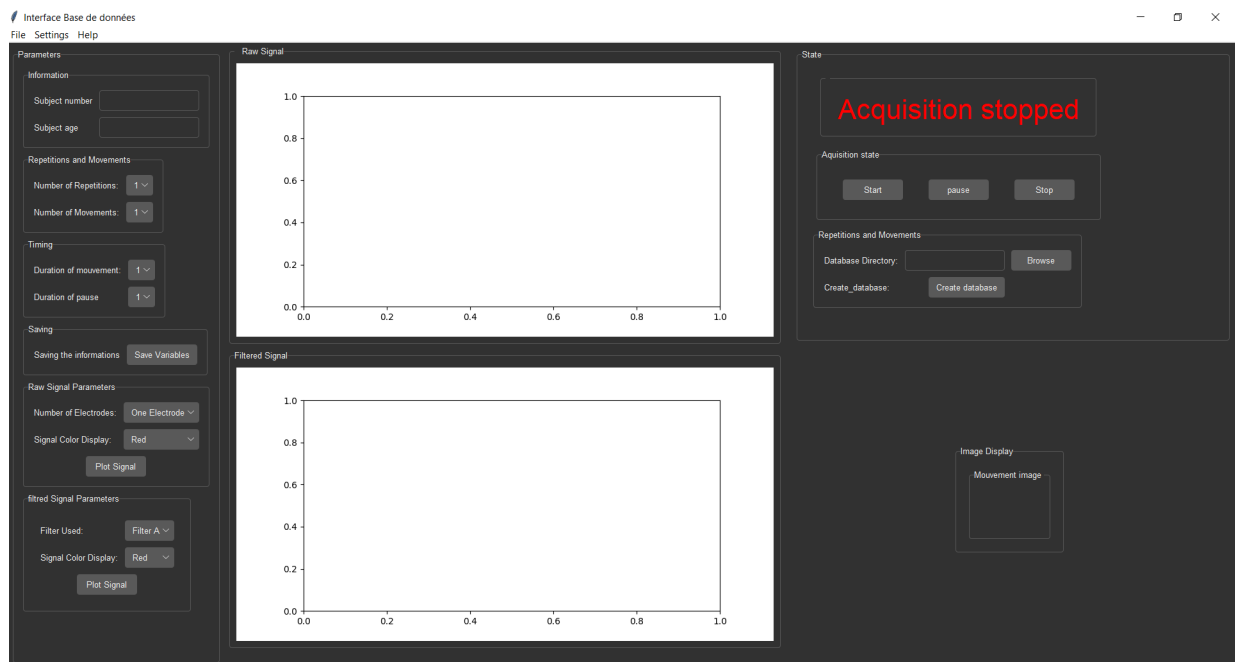 Interface Base de données
File Settings Help
Parameters
Information
Subject number
Subject age
Repetitions and Movements
Number of Repetitions: 1
Number of Movements: 1
Timing
Duration of mouvement: 1
Duration of pause 1
Saving
Saving the informations Save Variables
Raw Signal Parameters
Number of Electrodes: One Electrode
Signal Color Display: Red
Plot Signal
filtred Signal Parameters
Filter Used: Filter A
Signal Color Display: Red
Plot Signal
Raw Signal
1.0
0.8
0.6
0.4
0.2
0.0
0.0 0.2 0.4 0.6 0.8 1.0
Filtered Signal
1.0
0.8
0.6
0.4
0.2
0.0
0.0 0.2 0.4 0.6 0.8 1.0
State
Acquisition stopped
Aquisition state
Start pause Stop
Repetitions and Movements
Database Directory: Browse
Create_database: Create database
Image Display
Mouvement image